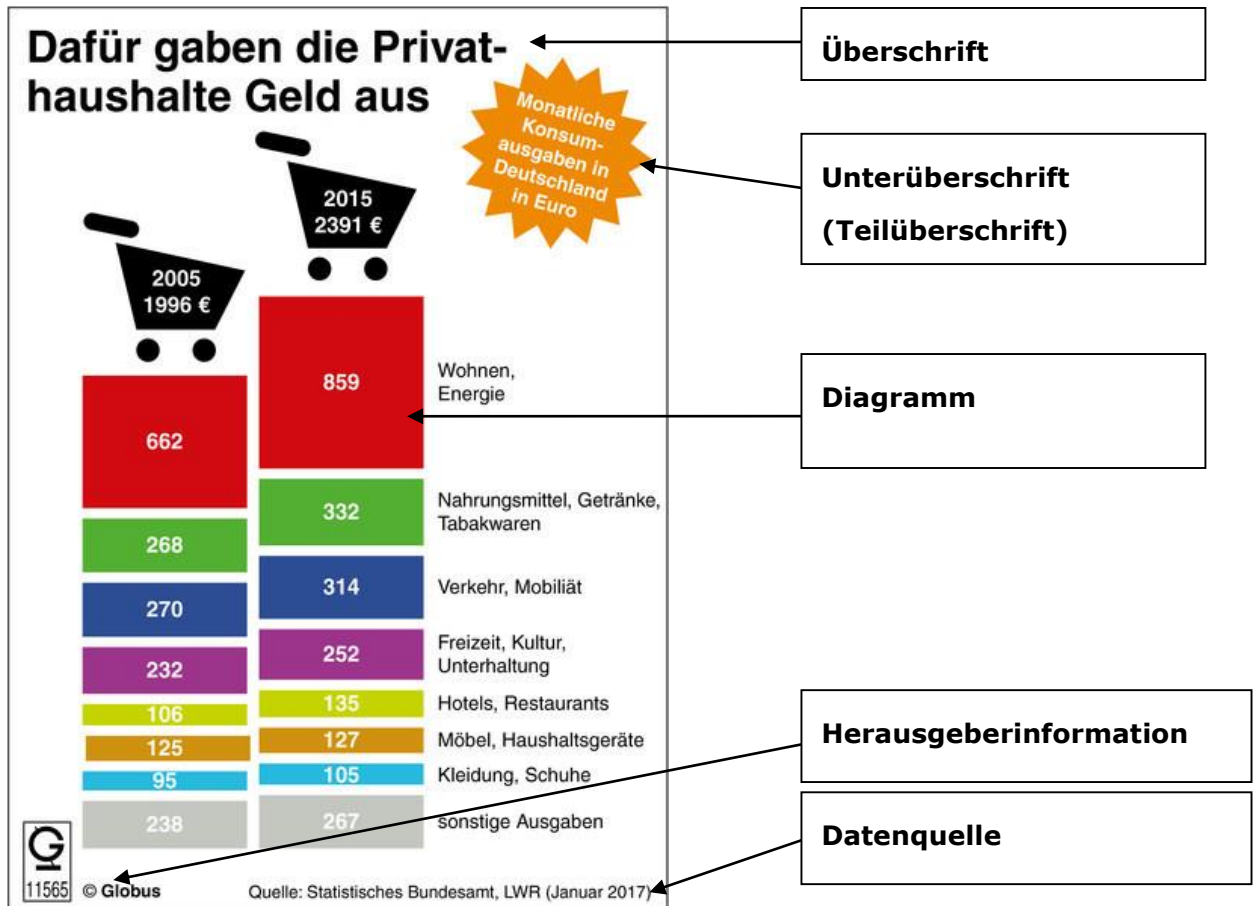 Dafür gaben die Privat-
haushalte Geld aus
Monatliche
Konsum-
ausgaben in
Deutschland
in Euro
2005
1996 €
2015
2391 €
662
859
Wohnen,
Energie
268
332
Nahrungsmittel, Getränke,
Tabakwaren
270
314
Verkehr, Mobiliät
232
252
Freizeit, Kultur,
Unterhaltung
106
135
Hotels, Restaurants
125
127
Möbel, Haushaltsgeräte
95
105
Kleidung, Schuhe
238
267
sonstige Ausgaben
G
11565
© Globus
Quelle: Statistisches Bundesamt, LWR (Januar 2017)
Überschrift
Unterüberschrift
(Teilüberschrift)
Diagramm
Herausgeberinformation
Datenquelle